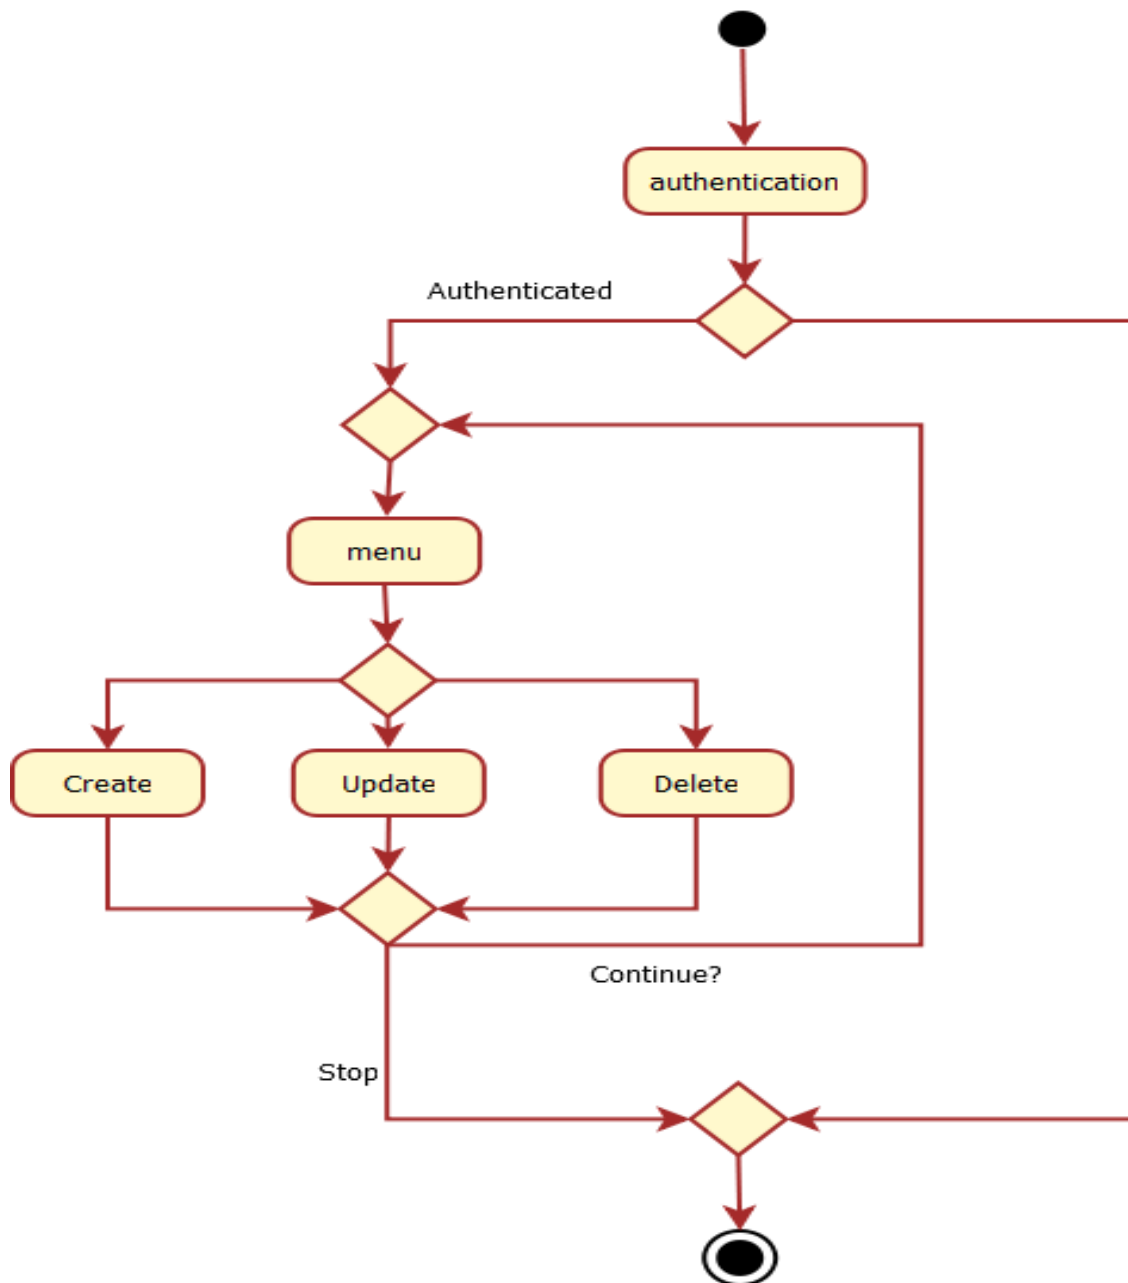 authentication
Authenticated
menu
Create
Update
Delete
Continue?
Stop